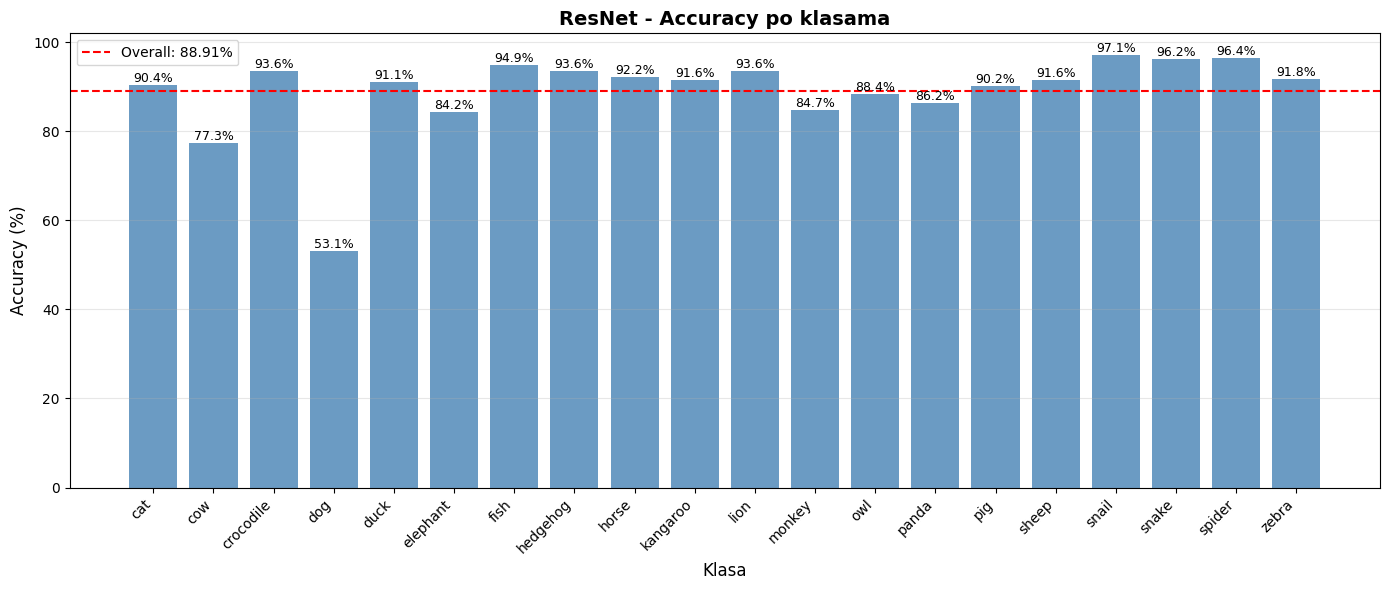 ResNet - Accuracy po klasama
Overall: 88.91%
Accuracy (%)
100
80
60
40
20
0
90.4%
77.3%
93.6%
53.1%
91.1%
84.2%
94.9%
93.6%
92.2%
91.6%
93.6%
84.7%
88.4%
86.2%
90.2%
91.6%
97.1%
96.2%
96.4%
91.8%
cat
cow
crocodile
dog
duck
elephant
fish
hedgehog
horse
kangaroo
lion
monkey
owl
panda
pig
sheep
snail
snake
spider
zebra
Klasa